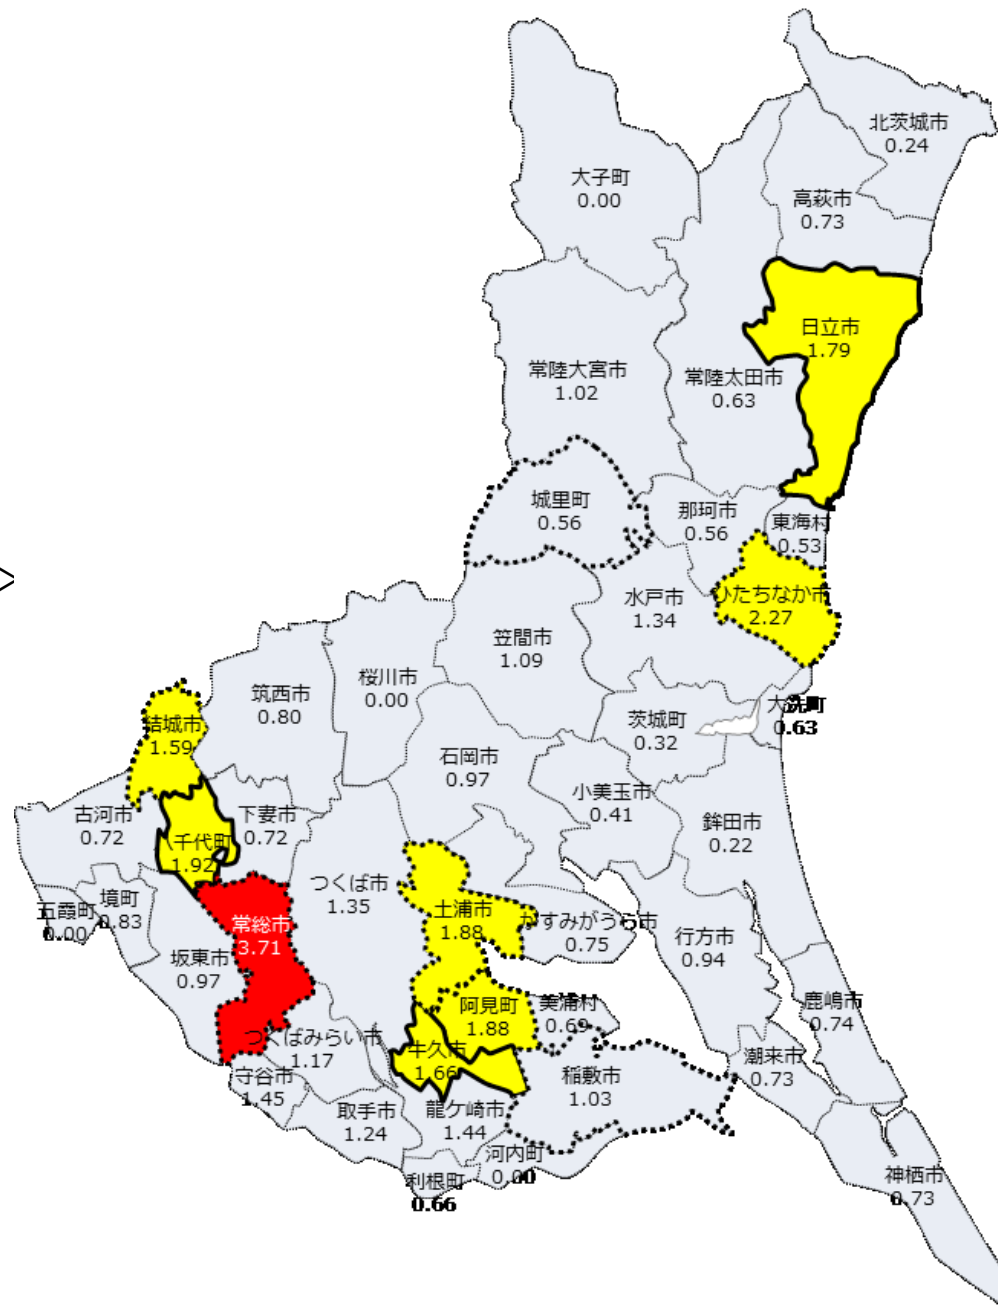 北茨城市
0.24
大子町
0.00
高萩市
0.73
日立市
1.79
常陸大宮市
1.02
常陸太田市
0.63
城里町
0.56
那珂市
0.56
東海村
0.53
ひたちなか市
2.27
水戸市
1.34
笠間市
1.09
桜川市
0.00
筑西市
0.80
大洗町
0.63
茨城町
0.32
結城市
1.59
石岡市
0.97
小美玉市
0.41
古河市
0.72
八千代町
1.92
下妻市
0.72
鉾田市
0.22
つくば市
1.35
五霞町
0.00
境町
0.83
常総市
3.71
土浦市
1.88
かすみがうら市
0.75
行方市
0.94
坂東市
0.97
阿見町
1.88
美浦村
0.69
鹿嶋市
0.74
つくばみらい市
1.17
牛久市
1.66
潮来市
0.73
守谷市
1.45
稲敷市
1.03
取手市
1.24
龍ケ崎市
1.44
河内町
0.00
利根町
0.66
神栖市
0.73